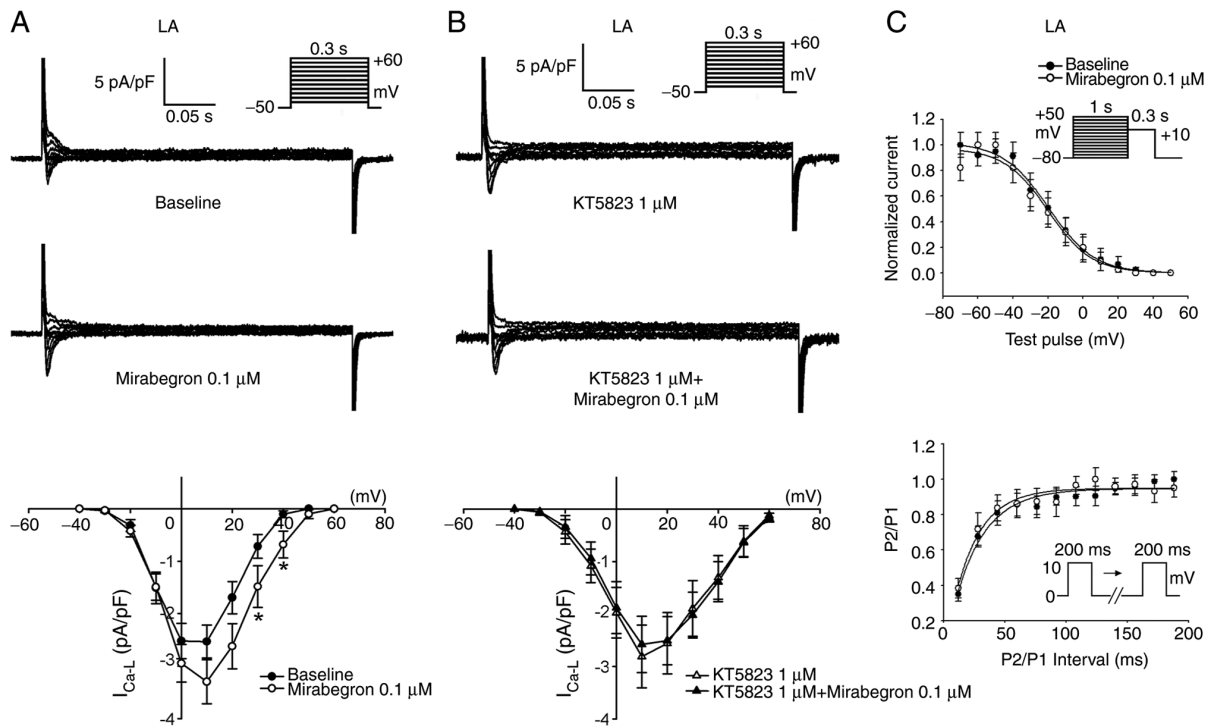 A
LA
5 pA/pF
0.05 s
0.3 s
+60
mV
−50
Baseline
Mirabegron 0.1 μM
(mV)
−60 −40 −20 0 20 40 60 80
-1
-2
-3
-4
I Ca-L (pA/pF)
*
*
Baseline
Mirabegron 0.1 μM
B
LA
5 pA/pF
0.05 s
0.3 s
+60
mV
−50
KT5823 1 μM
KT5823 1 μM+
Mirabegron 0.1 μM
(mV)
−60 −40 −20 0 20 40 60 80
-1
-2
-3
-4
I Ca-L (pA/pF)
KT5823 1 μM
KT5823 1 μM+Mirabegron 0.1 μM
C
LA
Baseline
Mirabegron 0.1 μM
1 s
0.3 s
+50
mV
+10
−80
1.2
1.0
0.8
0.6
0.4
0.2
0.0
Normalized current
−80 −60 −40 −20 0 20 40 60
Test pulse (mV)
1.2
1.0
0.8
0.6
0.4
0.2
P2/P1
200 ms 200 ms
10
mV
0
0 50 100 150 200
P2/P1 Interval (ms)